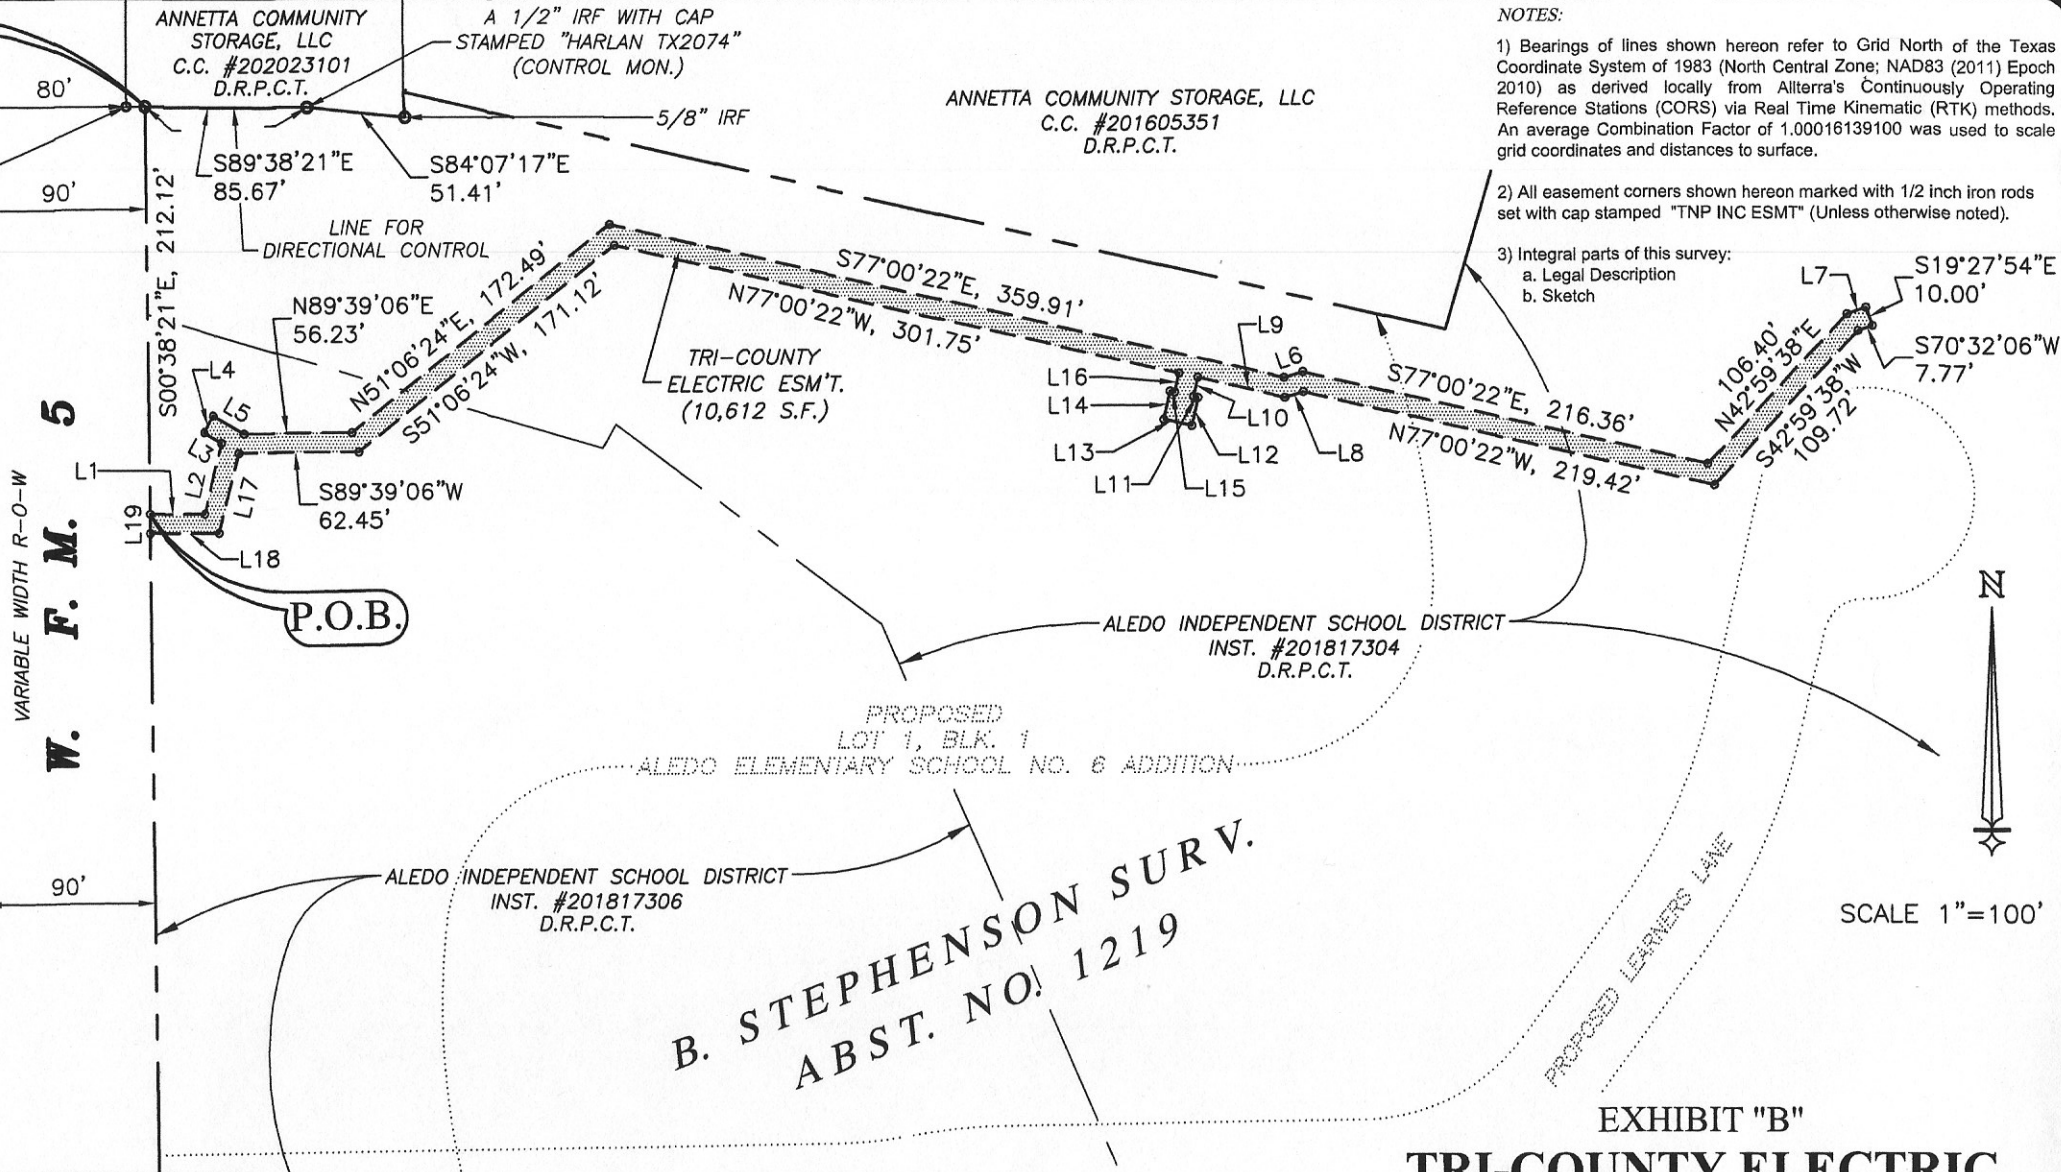 ANNETTA COMMUNITY
STORAGE, LLC
C.C. #202023101
D.R.P.C.T.
A 1/2" IRF WITH CAP
STAMPED "HARLAN TX2074"
(CONTROL MON.)
5/8" IRF
80'
90'
S89°38'21"E
85.67'
S84°07'17"E
51.41'
LINE FOR
DIRECTIONAL CONTROL
S00°38'21"E, 212.12'
ANNETTA COMMUNITY STORAGE, LLC
C.C. #201605351
D.R.P.C.T.
NOTES:
1) Bearings of lines shown hereon refer to Grid North of the Texas
Coordinate System of 1983 (North Central Zone; NAD83 (2011) Epoch
2010) as derived locally from Allterra's Continuously Operating
Reference Stations (CORS) via Real Time Kinematic (RTK) methods.
An average Combination Factor of 1.00016139100 was used to scale
grid coordinates and distances to surface.
2) All easement corners shown hereon marked with 1/2 inch iron rods
set with cap stamped "TNP INC ESMT" (Unless otherwise noted).
3) Integral parts of this survey:
a. Legal Description
b. Sketch
N89°39'06"E
56.23'
N51°06'24"E, 172.49'
S51°06'24"W, 171.12'
S77°00'22"E, 359.91'
N77°00'22"W, 301.75'
TRI-COUNTY
ELECTRIC ESM'T.
(10,612 S.F.)
L4
L5
L3
L2
L17
L1
L19
L18
S89°39'06"W
62.45'
P.O.B.
L9
L6
L16
L14
L13
L11
L15
L12
L10
L8
S77°00'22"E, 216.36'
N77°00'22"W, 219.42'
106.40'
N42°59'38"E
S42°59'38"W
109.72'
L7
S19°27'54"E
10.00'
S70°32'06"W
7.77'
VARIABLE WIDTH R-O-W
W. F. M. 5
ALEDO INDEPENDENT SCHOOL DISTRICT
INST. #201817304
D.R.P.C.T.
PROPOSED
LOT 1, BLK. 1
ALEDO ELEMENTARY SCHOOL NO. 6 ADDITION
90'
ALEDO INDEPENDENT SCHOOL DISTRICT
INST. #201817306
D.R.P.C.T.
B. STEPHENSON SURV.
ABST. NO. 1219
PROPOSED LEARNERS LANE
N
SCALE 1"=100'
EXHIBIT "B"
TRI-COUNTY ELECTRIC